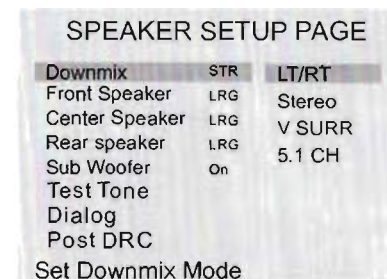 SPEAKER SETUP PAGE
Downmix STR LT/RT
Front Speaker LRG Stereo
Center Speaker LRG V SURR
Rear speaker LRG 5.1 CH
Sub Woofer On
Test Tone
Dialog
Post DRC
Set Downmix Mode